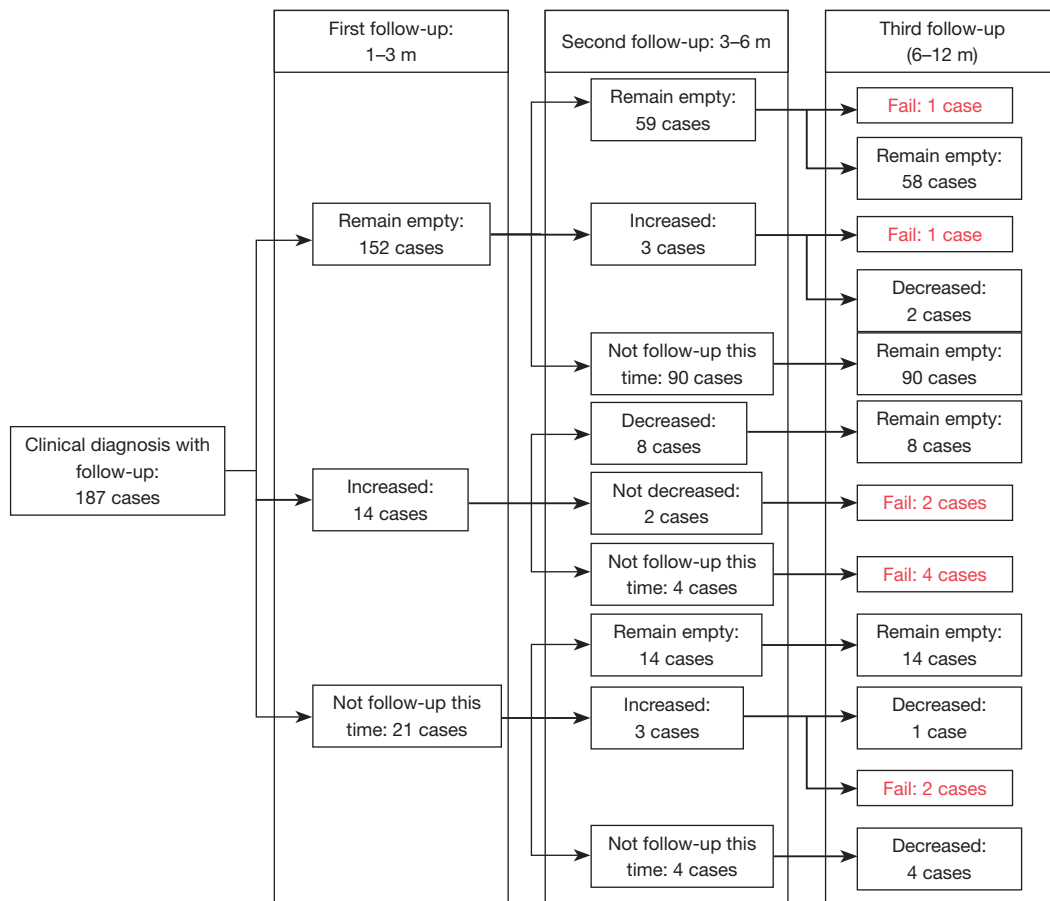 First follow-up:
1–3 m
Second follow-up: 3–6 m
Third follow-up
(6–12 m)
Remain empty:
59 cases
Fail: 1 case
Remain empty:
58 cases
Remain empty:
152 cases
Increased:
3 cases
Fail: 1 case
Decreased:
2 cases
Not follow-up this
time: 90 cases
Remain empty:
90 cases
Clinical diagnosis with
follow-up:
187 cases
Decreased:
8 cases
Remain empty:
8 cases
Increased:
14 cases
Not decreased:
2 cases
Fail: 2 cases
Not follow-up this
time: 4 cases
Fail: 4 cases
Remain empty:
14 cases
Remain empty:
14 cases
Not follow-up this
time: 21 cases
Increased:
3 cases
Decreased:
1 case
Fail: 2 cases
Not follow-up this
time: 4 cases
Decreased:
4 cases